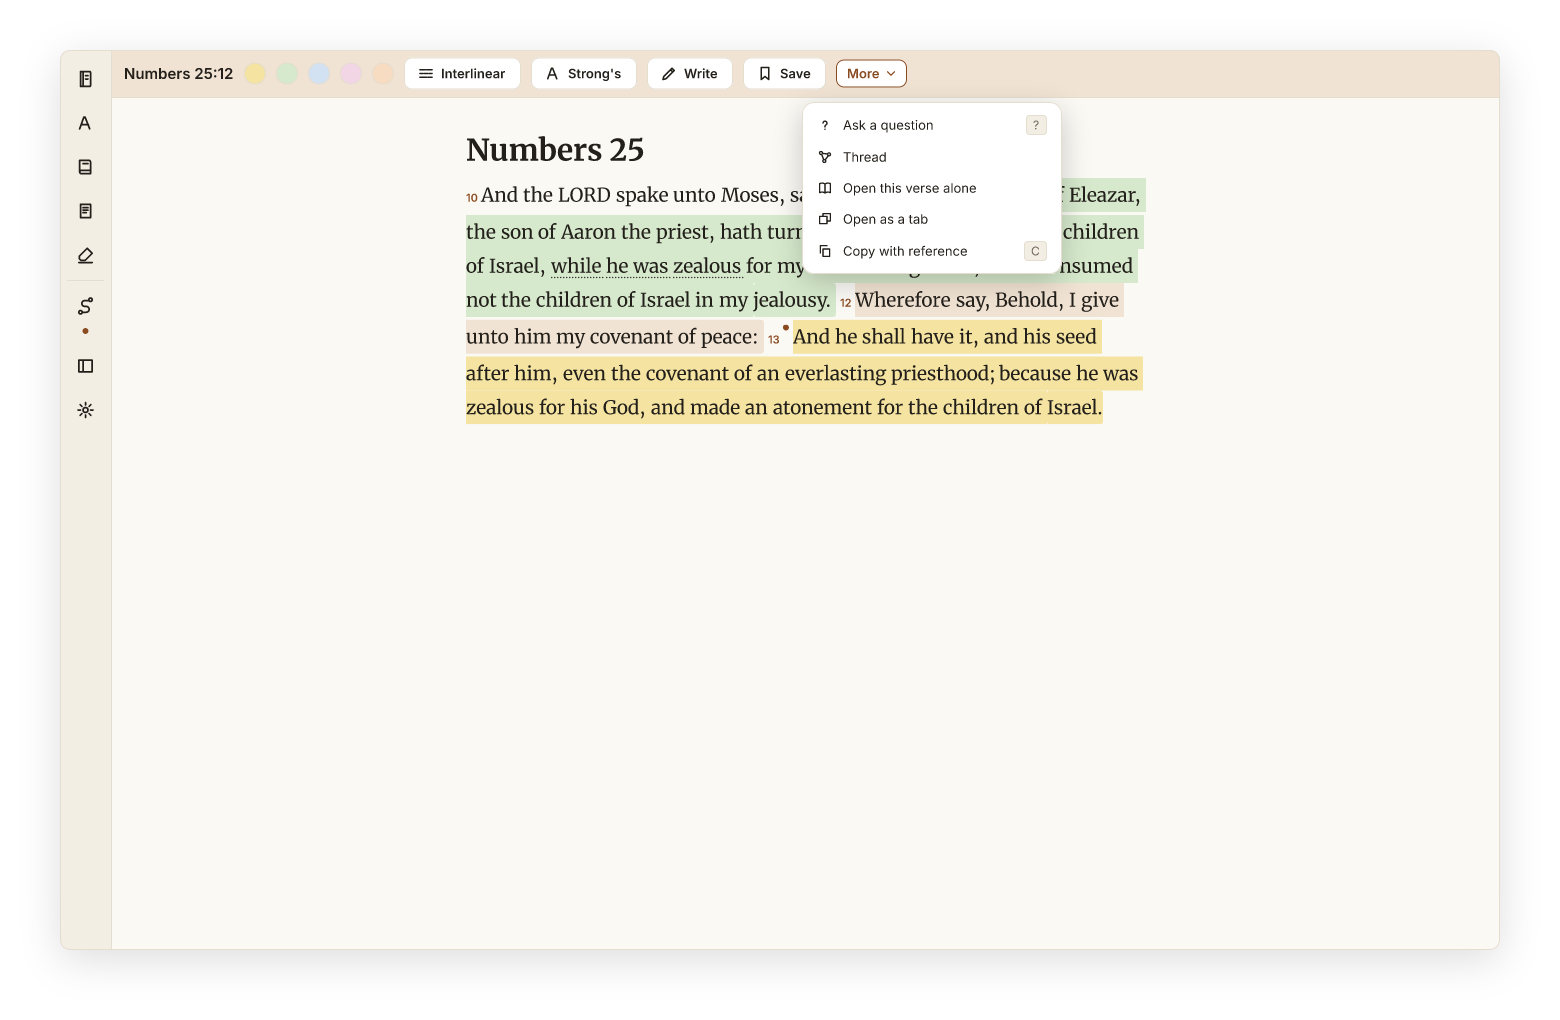 Numbers 25:12 Interlinear Strong's Write Save More
? Ask a question ?
Thread
Open this verse alone
Open as a tab
Copy with reference C
Numbers 25
10 And the LORD spake unto Moses, Eleazar,
the son of Aaron the priest, hath children
of Israel, while he was zealous for my
not the children of Israel in my jealousy. 12 Wherefore say, Behold, I give
unto him my covenant of peace: 13 And he shall have it, and his seed
after him, even the covenant of an everlasting priesthood; because he was
zealous for his God, and made an atonement for the children of Israel.